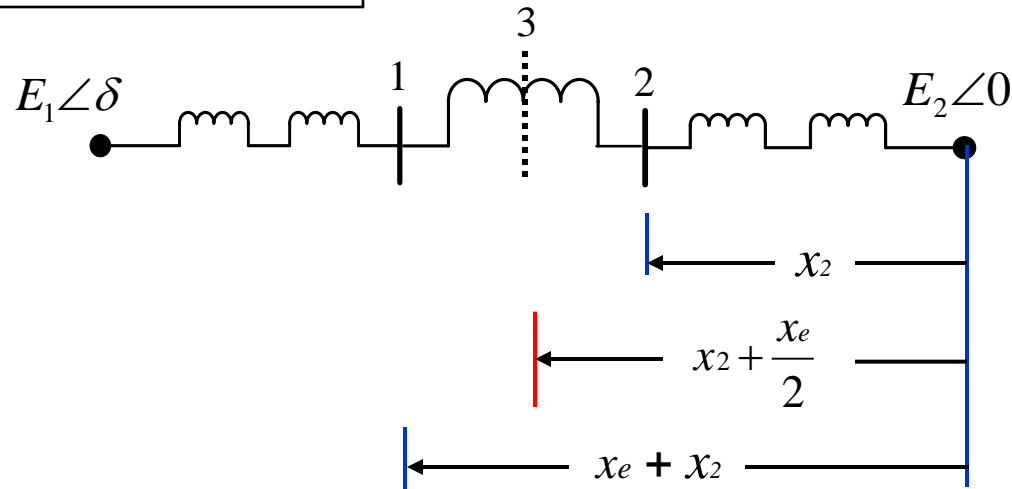 3
1
2
E₁∠δ
E₂∠0
x₂
x₂ + xₑ/2
xₑ + x₂